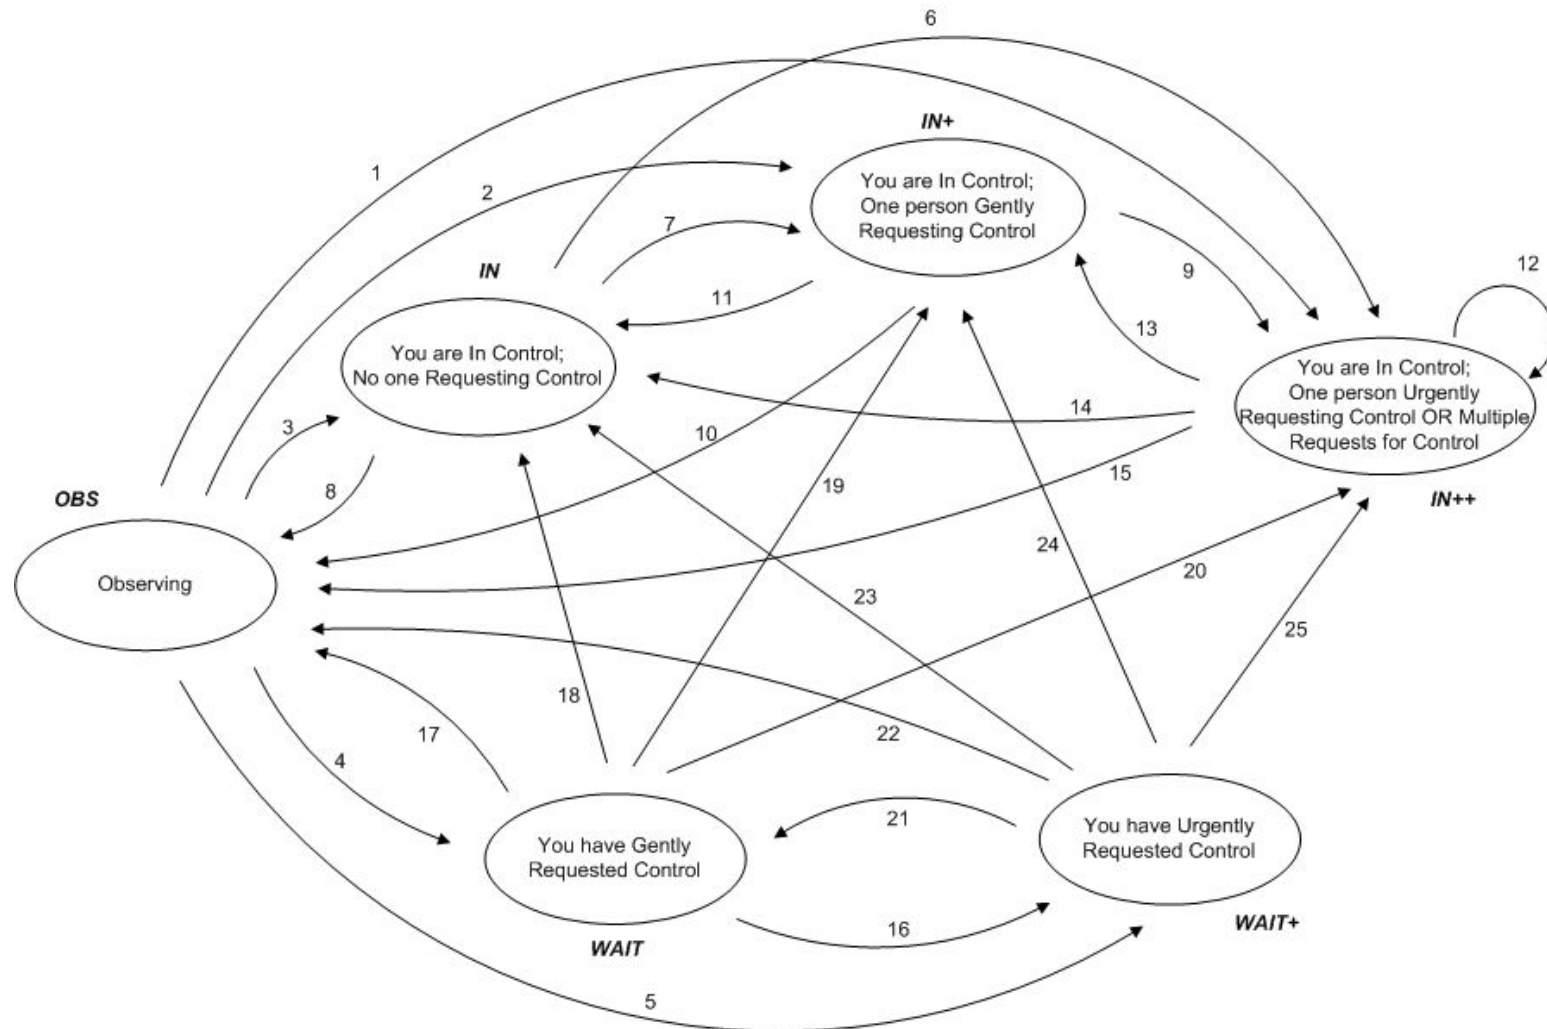 6
1
IN+
2
You are In Control;
One person Gently
Requesting Control
7
IN
9
12
11
13
You are In Control;
No one Requesting Control
You are In Control;
One person Urgently
Requesting Control OR Multiple
Requests for Control
14
3
10
15
19
8
OBS
IN++
24
20
Observing
23
25
18
17
22
4
21
You have Gently
Requested Control
You have Urgently
Requested Control
16
WAIT
WAIT+
5